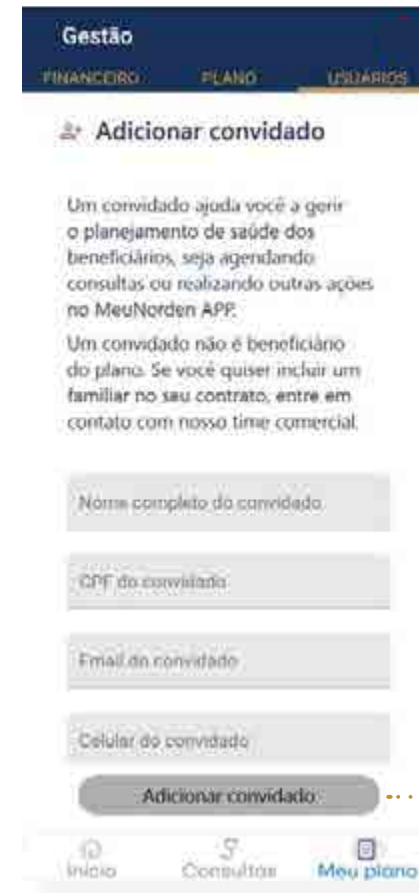 Gestão
FINANCEIRO PLANO USUÁRIOS
Adicionar convidado
Um convidado ajuda você a gerir
o planejamento de saúde dos
beneficiários, seja agendando
consultas ou realizando outras ações
no MeuNorden APP.
Um convidado não é beneficiário
do plano. Se você quiser incluir um
familiar no seu contrato, entre em
contato com nosso time comercial.
Nome completo do convidado
CPF do convidado
Email do convidado
Celular do convidado
Adicionar convidado
Início Consultas Meu plano